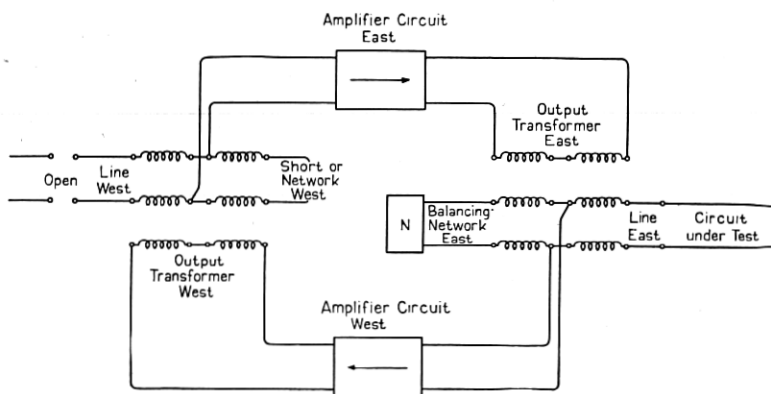 Amplifier Circuit
East
Output
Transformer
East
Open
Line
West
Short or
Network
West
N
Balancing
Network
East
Line
East
Circuit
under Test
Output
Transformer
West
Amplifier Circuit
West